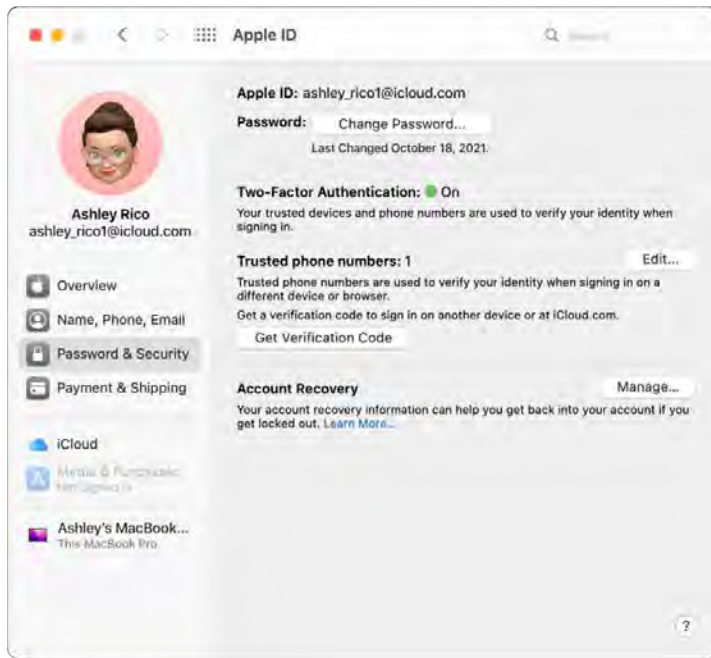 Apple ID
Ashley Rico
ashley_rico1@icloud.com
Overview
Name, Phone, Email
Password & Security
Payment & Shipping
iCloud
Media & Purchases
Not signed in
Ashley's MacBook...
This MacBook Pro
Apple ID: ashley_rico1@icloud.com
Password: Change Password...
Last Changed October 18, 2021.
Two-Factor Authentication: On
Your trusted devices and phone numbers are used to verify your identity when
signing in.
Trusted phone numbers: 1 Edit...
Trusted phone numbers are used to verify your identity when signing in on a
different device or browser.
Get a verification code to sign in on another device or at iCloud.com.
Get Verification Code
Account Recovery Manage...
Your account recovery information can help you get back into your account if you
get locked out. Learn More...
?